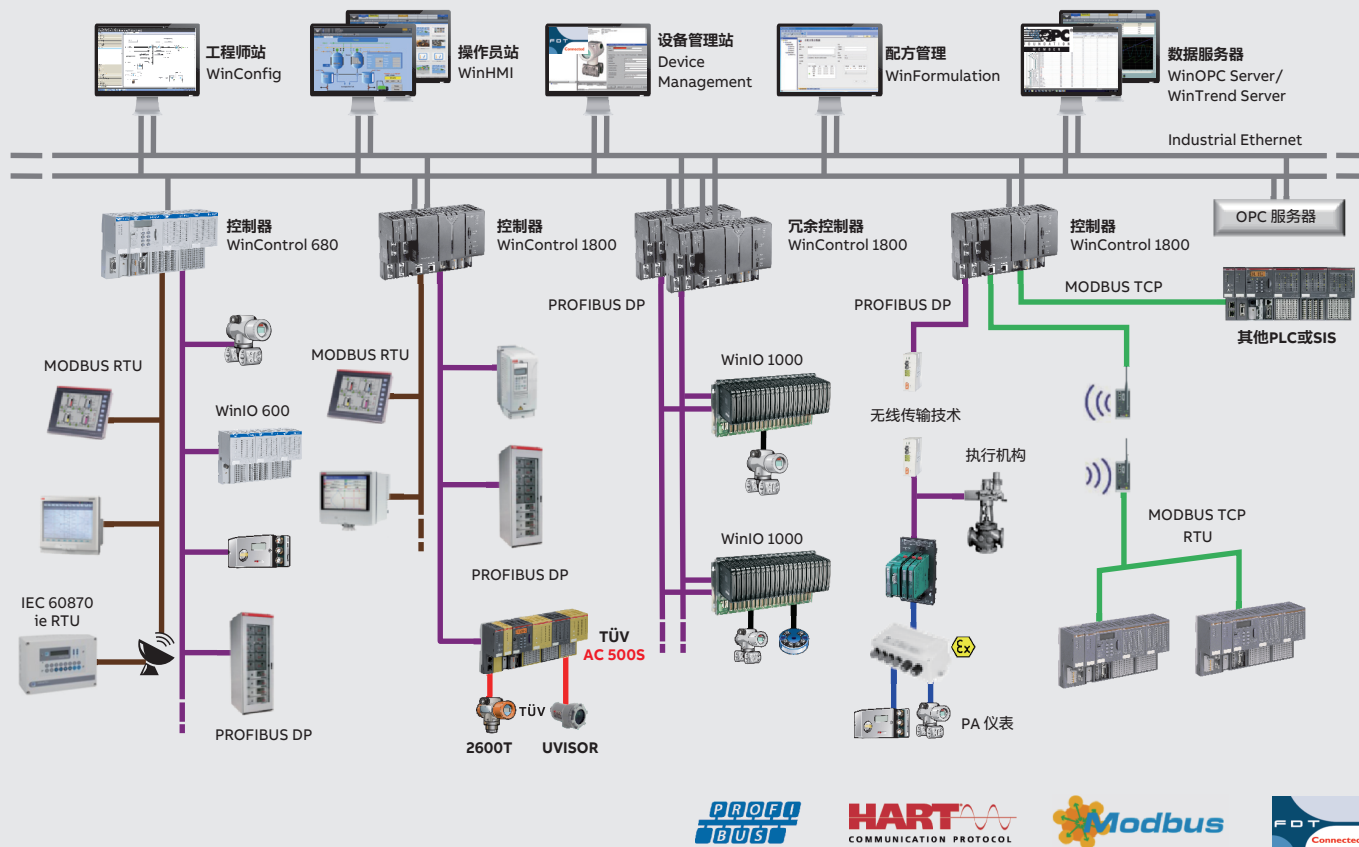 工程师站
WinConfig
操作员站
WinHMI
FDT
Connected
设备管理站
Device
Management
配方管理
WinFormulation
OPC
数据服务器
WinOPC Server/
WinTrend Server
Industrial Ethernet
控制器
WinControl 680
控制器
WinControl 1800
冗余控制器
WinControl 1800
控制器
WinControl 1800
OPC 服务器
PROFIBUS DP
PROFIBUS DP
MODBUS TCP
其他PLC或SIS
MODBUS RTU
MODBUS RTU
WinIO 1000
WinIO 600
无线传输技术
执行机构
MODBUS TCP
RTU
WinIO 1000
PROFIBUS DP
IEC 60870
ie RTU
TÜV
AC 500S
Ex
TÜV
2600T
UVISOR
PA 仪表
PROFIBUS DP
PROFI
BUS
HART
COMMUNICATION PROTOCOL
Modbus
FDT
Connected